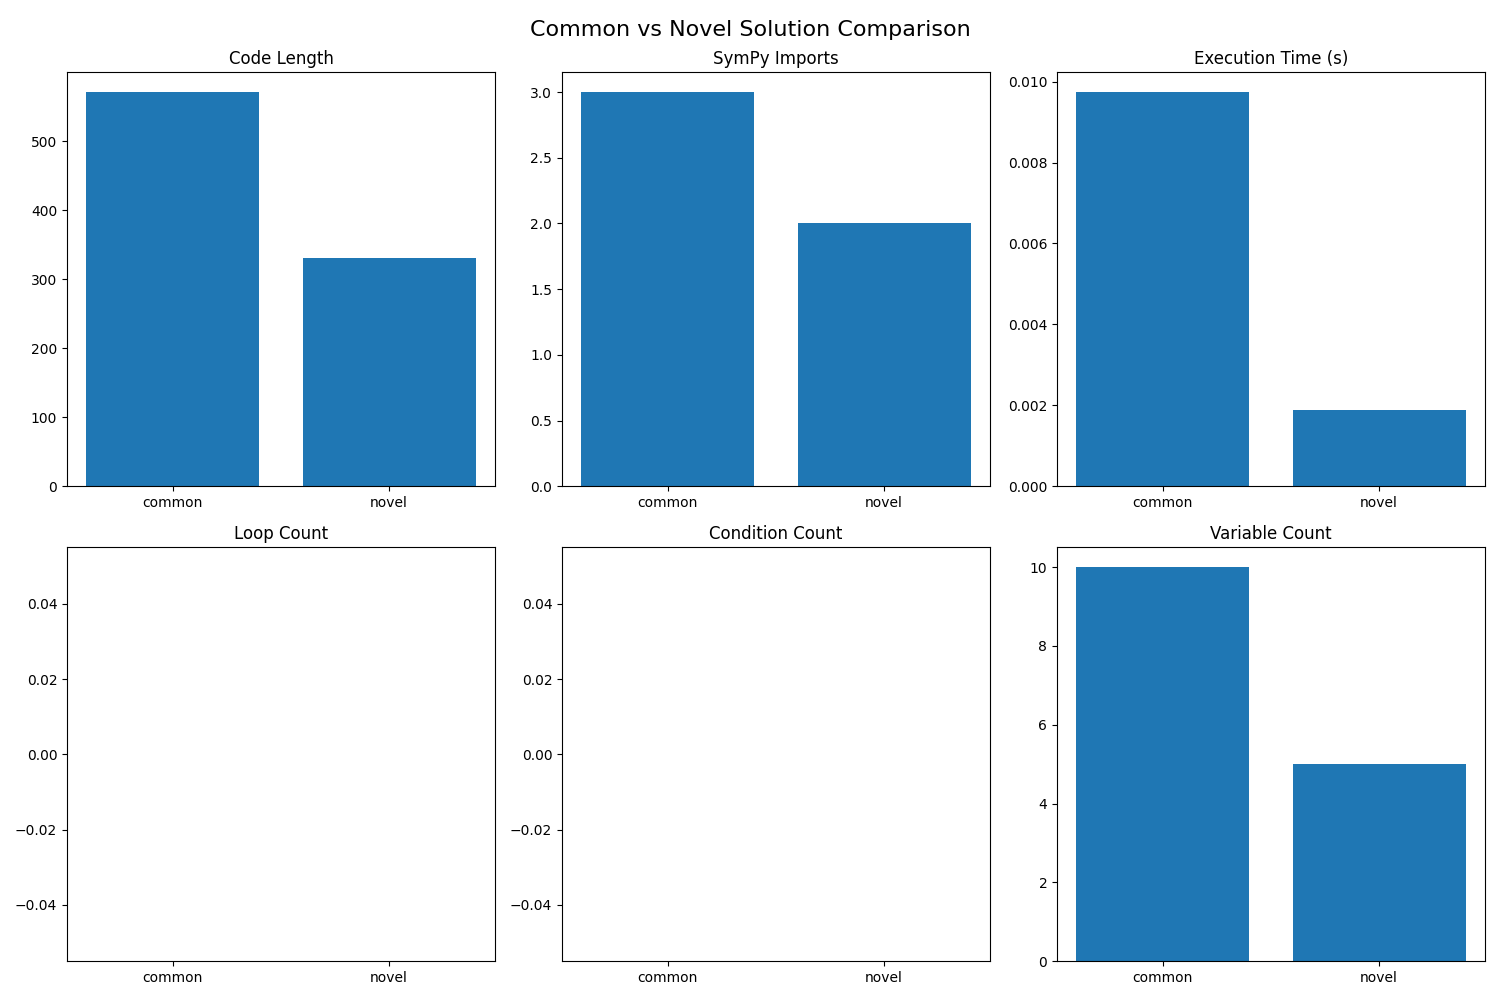 Common vs Novel Solution Comparison
Code Length
500
400
300
200
100
0
common novel
SymPy Imports
3.0
2.5
2.0
1.5
1.0
0.5
0.0
common novel
Execution Time (s)
0.010
0.008
0.006
0.004
0.002
0.000
common novel
Loop Count
0.04
0.02
0.00
−0.02
−0.04
common novel
Condition Count
0.04
0.02
0.00
−0.02
−0.04
common novel
Variable Count
10
8
6
4
2
0
common novel